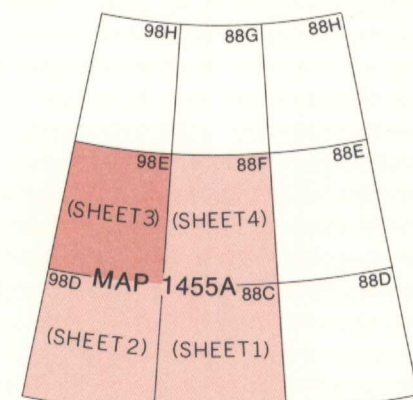 98H 88G 88H
98E 88F 88E
(SHEET3) (SHEET4)
98D MAP 1455A 88C 88D
(SHEET2) (SHEET1)